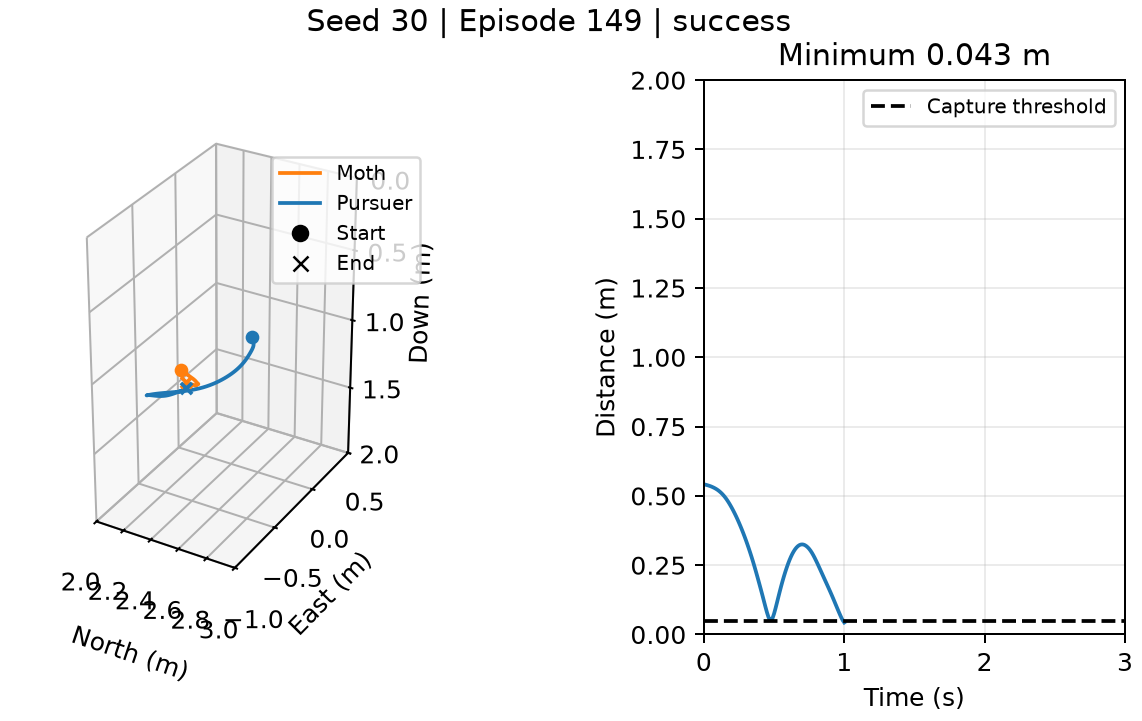 Seed 30 | Episode 149 | success
Moth
Pursuer
Start
End
0.0
0.5
1.0
1.5
2.0
Down (m)
0.5
0.0
−0.5
−1.0
East (m)
2.0
2.2
2.4
2.6
2.8
3.0
North (m)
Minimum 0.043 m
Capture threshold
2.00
1.75
1.50
1.25
1.00
0.75
0.50
0.25
0.00
Distance (m)
0
1
2
3
Time (s)